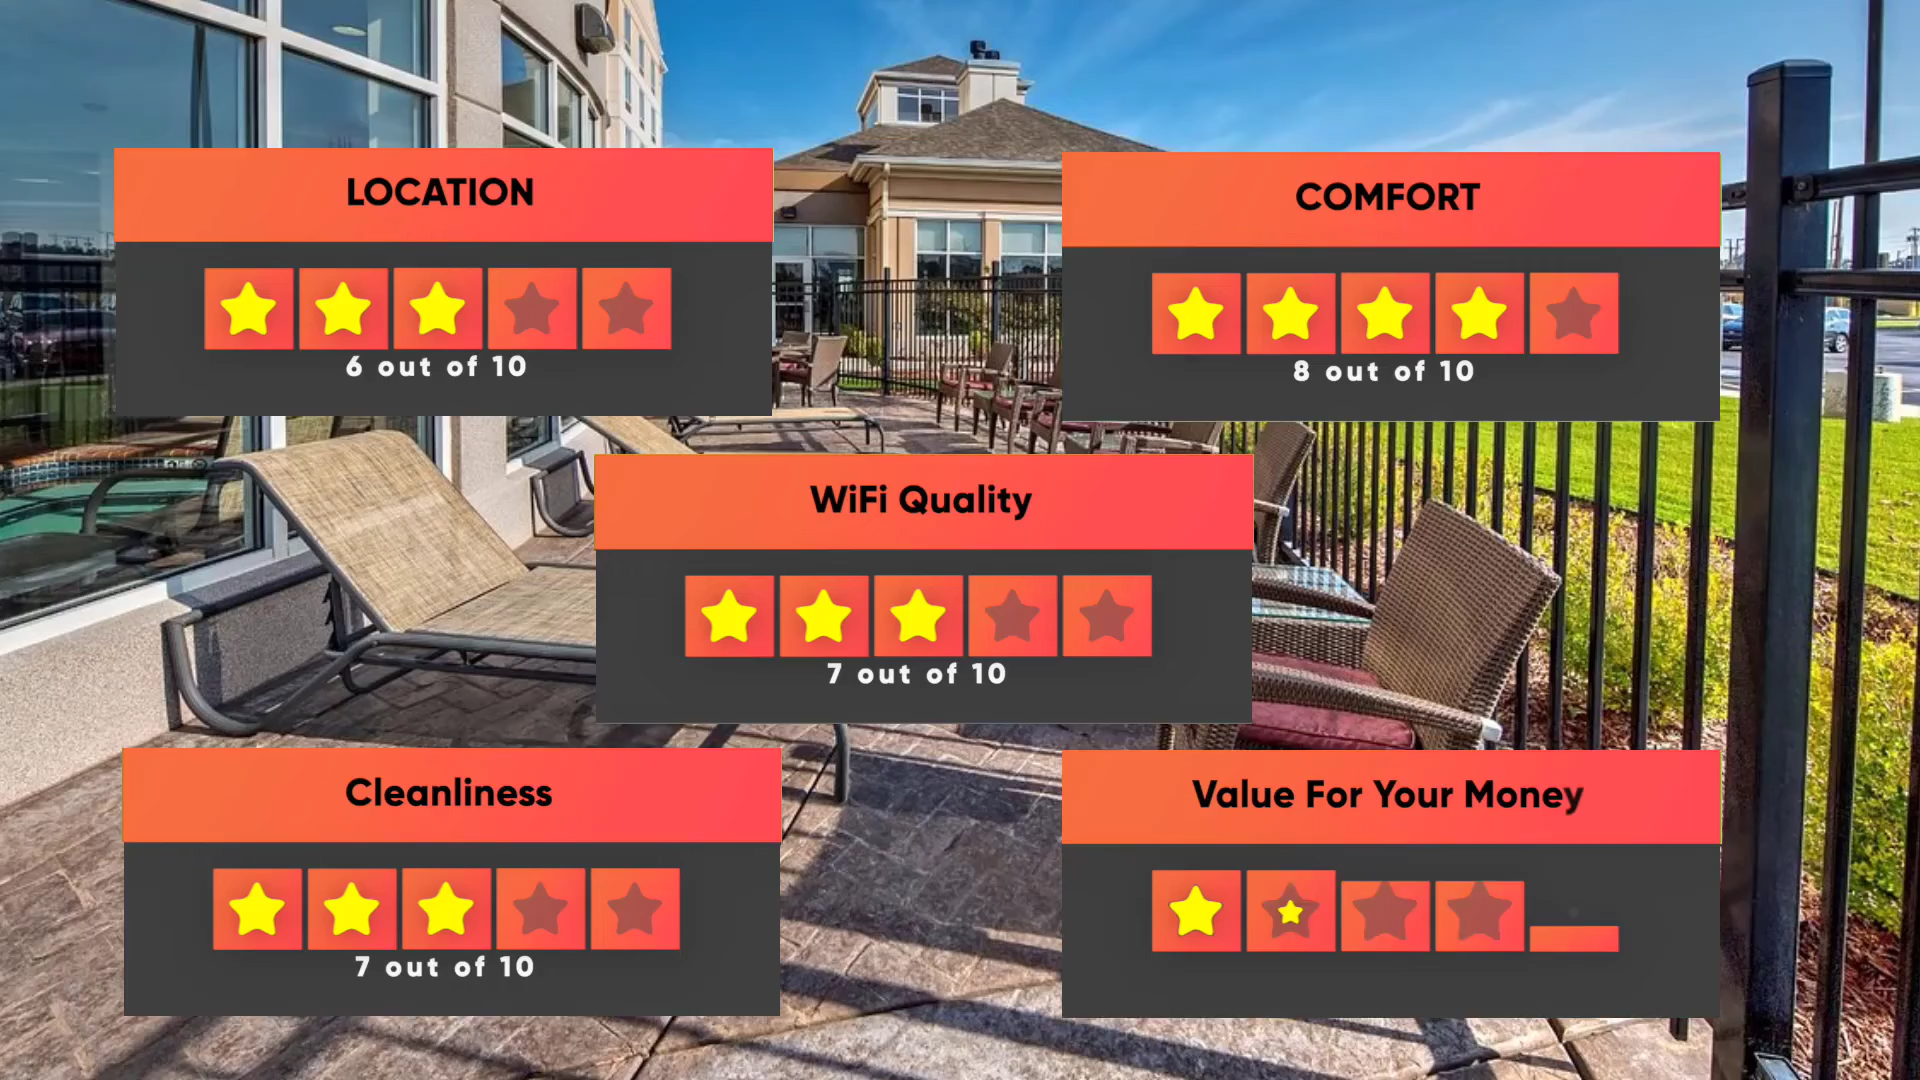 LOCATION
6 out of 10
COMFORT
8 out of 10
WiFi Quality
7 out of 10
Cleanliness
7 out of 10
Value For Your Money